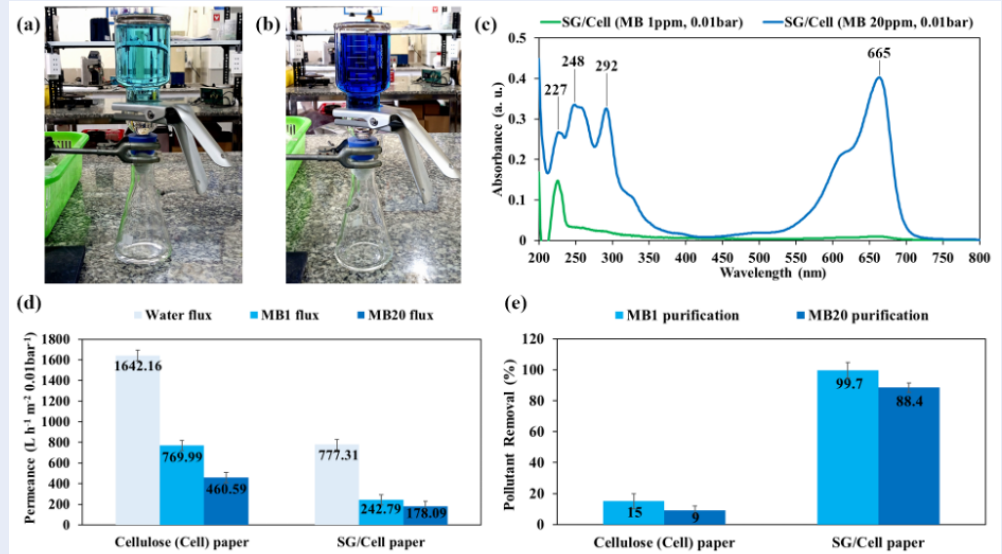 (a)
(b)
(c)
SG/Cell (MB 1ppm, 0.01bar)
SG/Cell (MB 20ppm, 0.01bar)
0.5
0.4
0.3
0.2
0.1
0
Absorbance (a. u.)
227
248
292
665
200 250 300 350 400 450 500 550 600 650 700 750 800
Wavelength (nm)
(d)
Water flux
MB1 flux
MB20 flux
Permeance (L h⁻¹ m⁻² 0.01bar⁻¹)
1800
1600
1400
1200
1000
800
600
400
200
0
1642.16
769.99
460.59
777.31
242.79
178.09
Cellulose (Cell) paper
SG/Cell paper
(e)
MB1 purification
MB20 purification
Pollutant Removal (%)
120
100
80
60
40
20
0
15
9
99.7
88.4
Cellulose (Cell) paper
SG/Cell paper